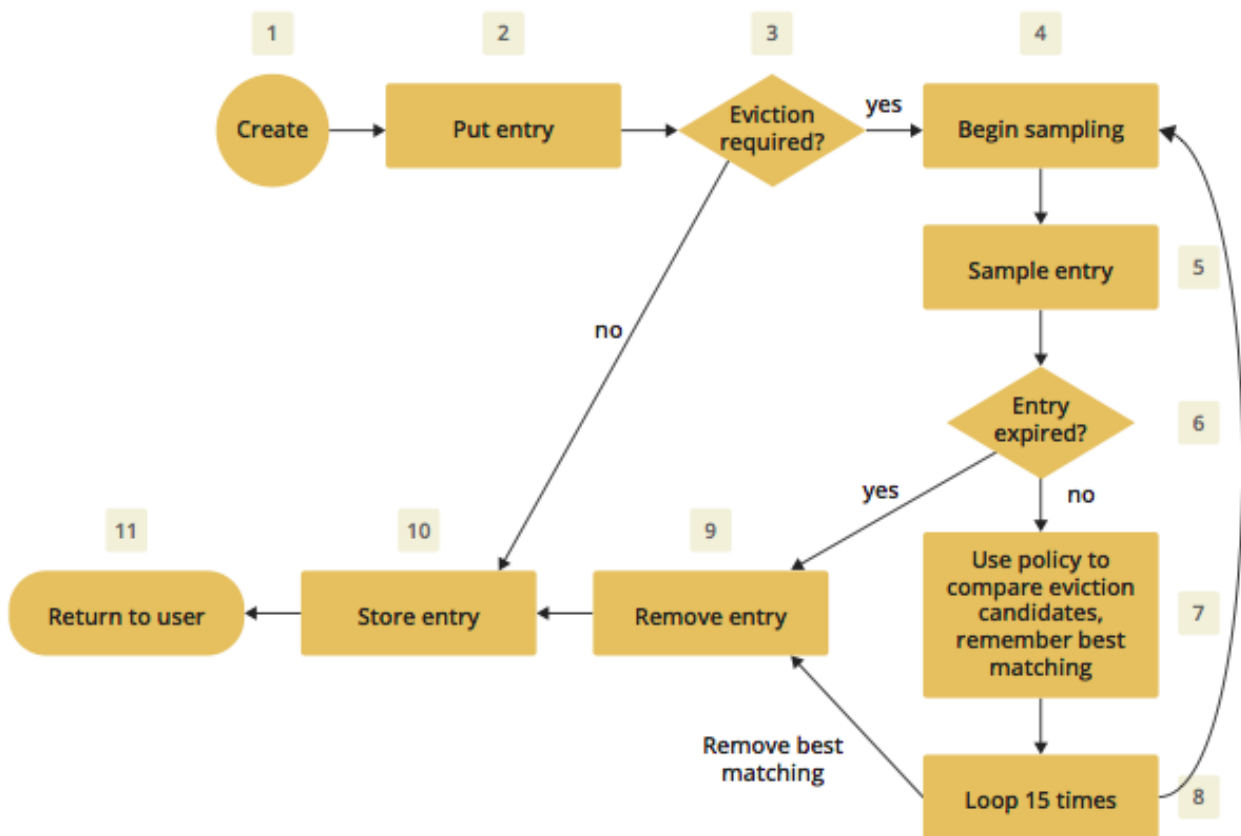 1
2
3
4
Create
Put entry
Eviction
required?
yes
Begin sampling
Sample entry
5
no
Entry
expired?
6
yes
no
11
10
9
Use policy to
compare eviction
candidates,
remember best
matching
7
Return to user
Store entry
Remove entry
Remove best
matching
Loop 15 times
8